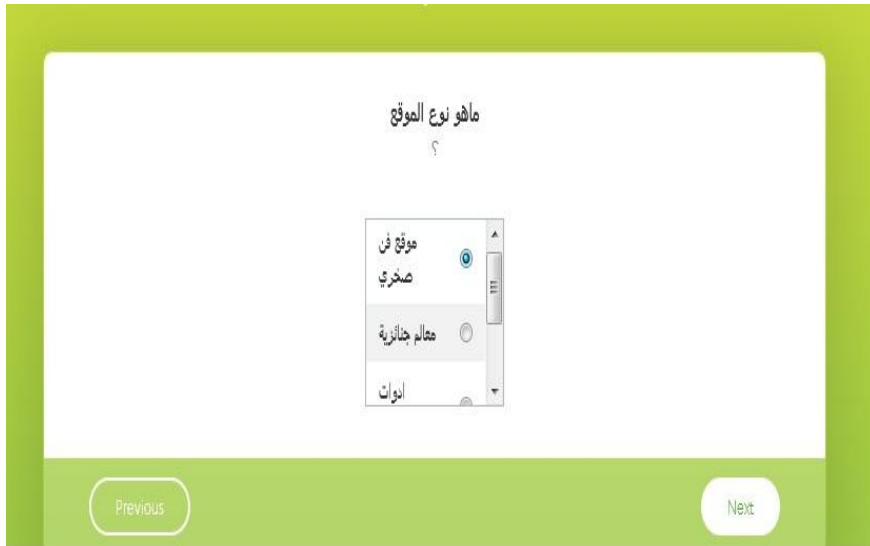 ماهو نوع الموقع
؟
موقع فن
صخري
معالم جنائزية
ادوات
Previous
Next